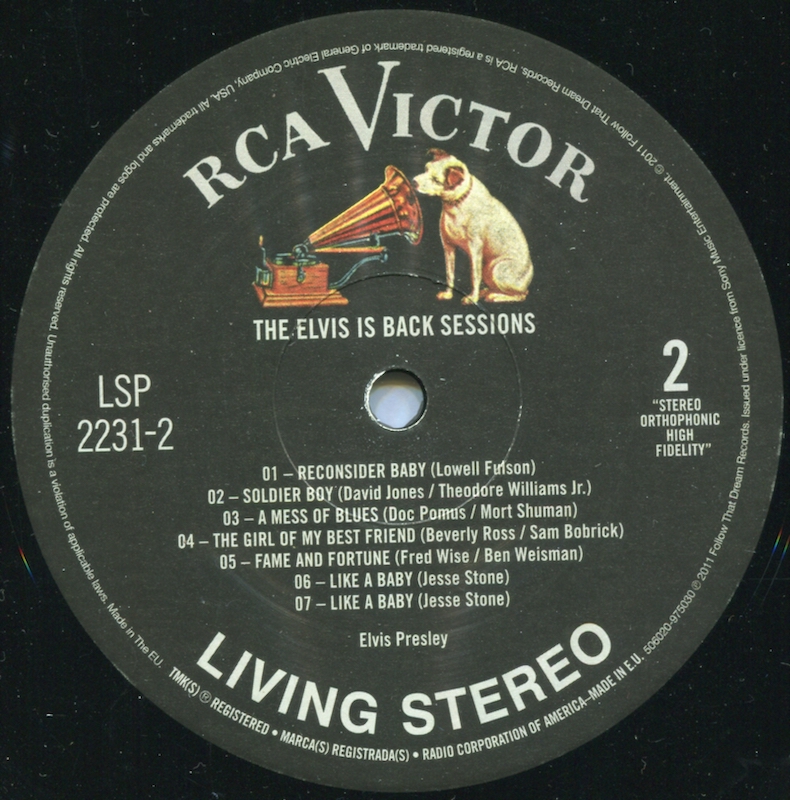 RCA VICTOR
THE ELVIS IS BACK SESSIONS
LSP
2231-2
2
“STEREO
ORTHOPHONIC
HIGH
FIDELITY”
01 – RECONSIDER BABY (Lowell Fulson)
02 – SOLDIER BOY (David Jones / Theodore Williams Jr.)
03 – A MESS OF BLUES (Doc Pomus / Mort Shuman)
04 – THE GIRL OF MY BEST FRIEND (Beverly Ross / Sam Bobrick)
05 – FAME AND FORTUNE (Fred Wise / Ben Weisman)
06 – LIKE A BABY (Jesse Stone)
07 – LIKE A BABY (Jesse Stone)
Elvis Presley
LIVING STEREO
TMK(S) ® REGISTERED • MARCA(S) REGISTRADA(S) • RADIO CORPORATION OF AMERICA–MADE IN E.U.
506020-975030 ℗ 2011 Follow That Dream Records. Issued under licence from Sony Music Entertainment. © 2011 Follow That Dream Records. RCA is a registered trademark of General Electric Company, USA. All trademarks and logos are protected. All rights reserved. Unauthorised duplication is a violation of applicable laws. Made in The EU.